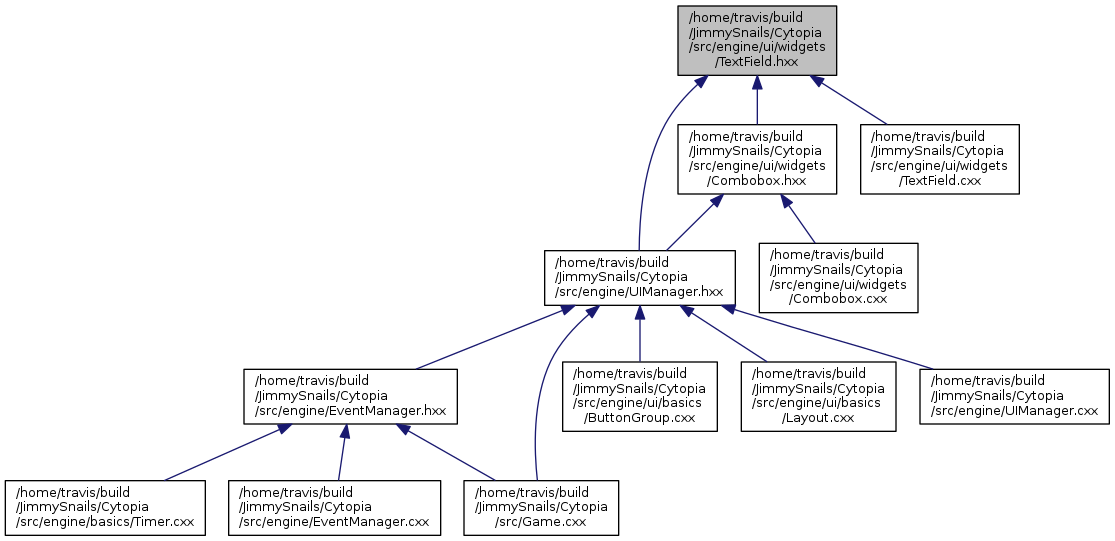 /home/travis/build
/JimmySnails/Cytopia
/src/engine/ui/widgets
/TextField.hxx
/home/travis/build
/JimmySnails/Cytopia
/src/engine/ui/widgets
/Combobox.hxx
/home/travis/build
/JimmySnails/Cytopia
/src/engine/ui/widgets
/TextField.cxx
/home/travis/build
/JimmySnails/Cytopia
/src/engine/UIManager.hxx
/home/travis/build
/JimmySnails/Cytopia
/src/engine/ui/widgets
/Combobox.cxx
/home/travis/build
/JimmySnails/Cytopia
/src/engine/EventManager.hxx
/home/travis/build
/JimmySnails/Cytopia
/src/engine/ui/basics
/ButtonGroup.cxx
/home/travis/build
/JimmySnails/Cytopia
/src/engine/ui/basics
/Layout.cxx
/home/travis/build
/JimmySnails/Cytopia
/src/engine/UIManager.cxx
/home/travis/build
/JimmySnails/Cytopia
/src/engine/basics/Timer.cxx
/home/travis/build
/JimmySnails/Cytopia
/src/engine/EventManager.cxx
/home/travis/build
/JimmySnails/Cytopia
/src/Game.cxx